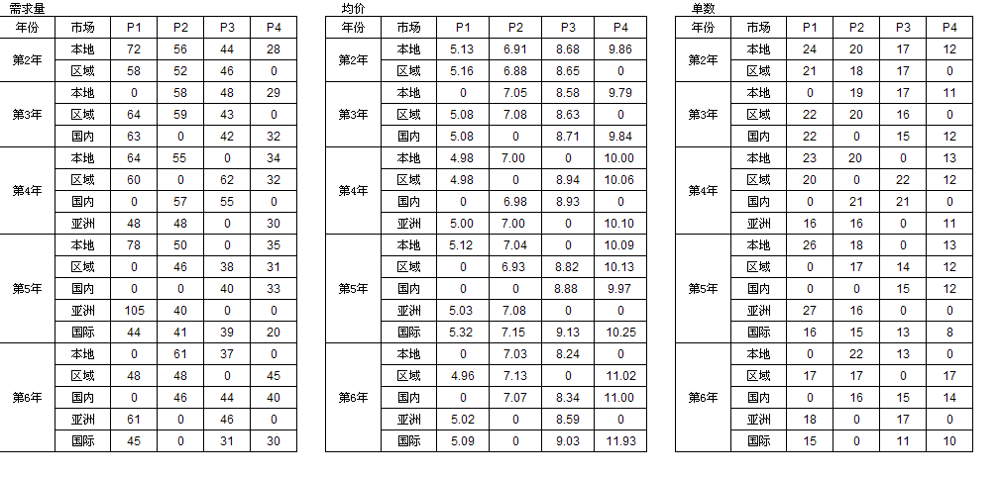 需求量 均价 单数
年份 市场 P1 P2 P3 P4 年份 市场 P1 P2 P3 P4 年份 市场 P1 P2 P3 P4
第2年 本地 72 56 44 28 第2年 本地 5.13 6.91 8.68 9.86 第2年 本地 24 20 17 12
区域 58 52 46 0 区域 5.16 6.88 8.65 0 区域 21 18 17 0
第3年 本地 0 58 48 29 第3年 本地 0 7.05 8.58 9.79 第3年 本地 0 19 17 11
区域 64 59 43 0 区域 5.08 7.08 8.63 0 区域 22 20 16 0
国内 63 0 42 32 国内 5.08 0 8.71 9.84 国内 22 0 15 12
第4年 本地 64 55 0 34 第4年 本地 4.98 7.00 0 10.00 第4年 本地 23 20 0 13
区域 60 0 62 32 区域 4.98 0 8.94 10.06 区域 20 0 22 12
国内 0 57 55 0 国内 0 6.98 8.93 0 国内 0 21 21 0
亚洲 48 48 0 30 亚洲 5.00 7.00 0 10.10 亚洲 16 16 0 11
第5年 本地 78 50 0 35 第5年 本地 5.12 7.04 0 10.09 第5年 本地 26 18 0 13
区域 0 46 38 31 区域 0 6.93 8.82 10.13 区域 0 17 14 12
国内 0 0 40 33 国内 0 0 8.88 9.97 国内 0 0 15 12
亚洲 105 40 0 0 亚洲 5.03 7.08 0 0 亚洲 27 16 0 0
国际 44 41 39 20 国际 5.32 7.15 9.13 10.25 国际 16 15 13 8
第6年 本地 0 61 37 0 第6年 本地 0 7.03 8.24 0 第6年 本地 0 22 13 0
区域 48 48 0 45 区域 4.96 7.13 0 11.02 区域 17 17 0 17
国内 0 46 44 40 国内 0 7.07 8.34 11.00 国内 0 16 15 14
亚洲 61 0 46 0 亚洲 5.02 0 8.59 0 亚洲 18 0 17 0
国际 45 0 31 30 国际 5.09 0 9.03 11.93 国际 15 0 11 10